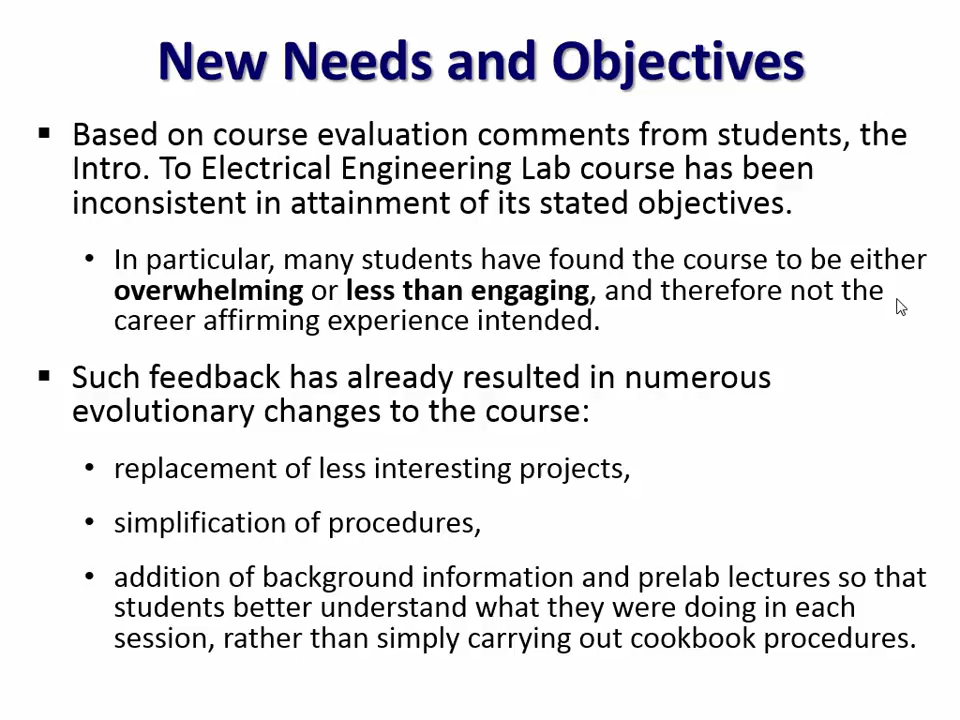 New Needs and Objectives
▪ Based on course evaluation comments from students, the
Intro. To Electrical Engineering Lab course has been
inconsistent in attainment of its stated objectives.
• In particular, many students have found the course to be either
overwhelming or less than engaging, and therefore not the
career affirming experience intended.
▪ Such feedback has already resulted in numerous
evolutionary changes to the course:
• replacement of less interesting projects,
• simplification of procedures,
• addition of background information and prelab lectures so that
students better understand what they were doing in each
session, rather than simply carrying out cookbook procedures.